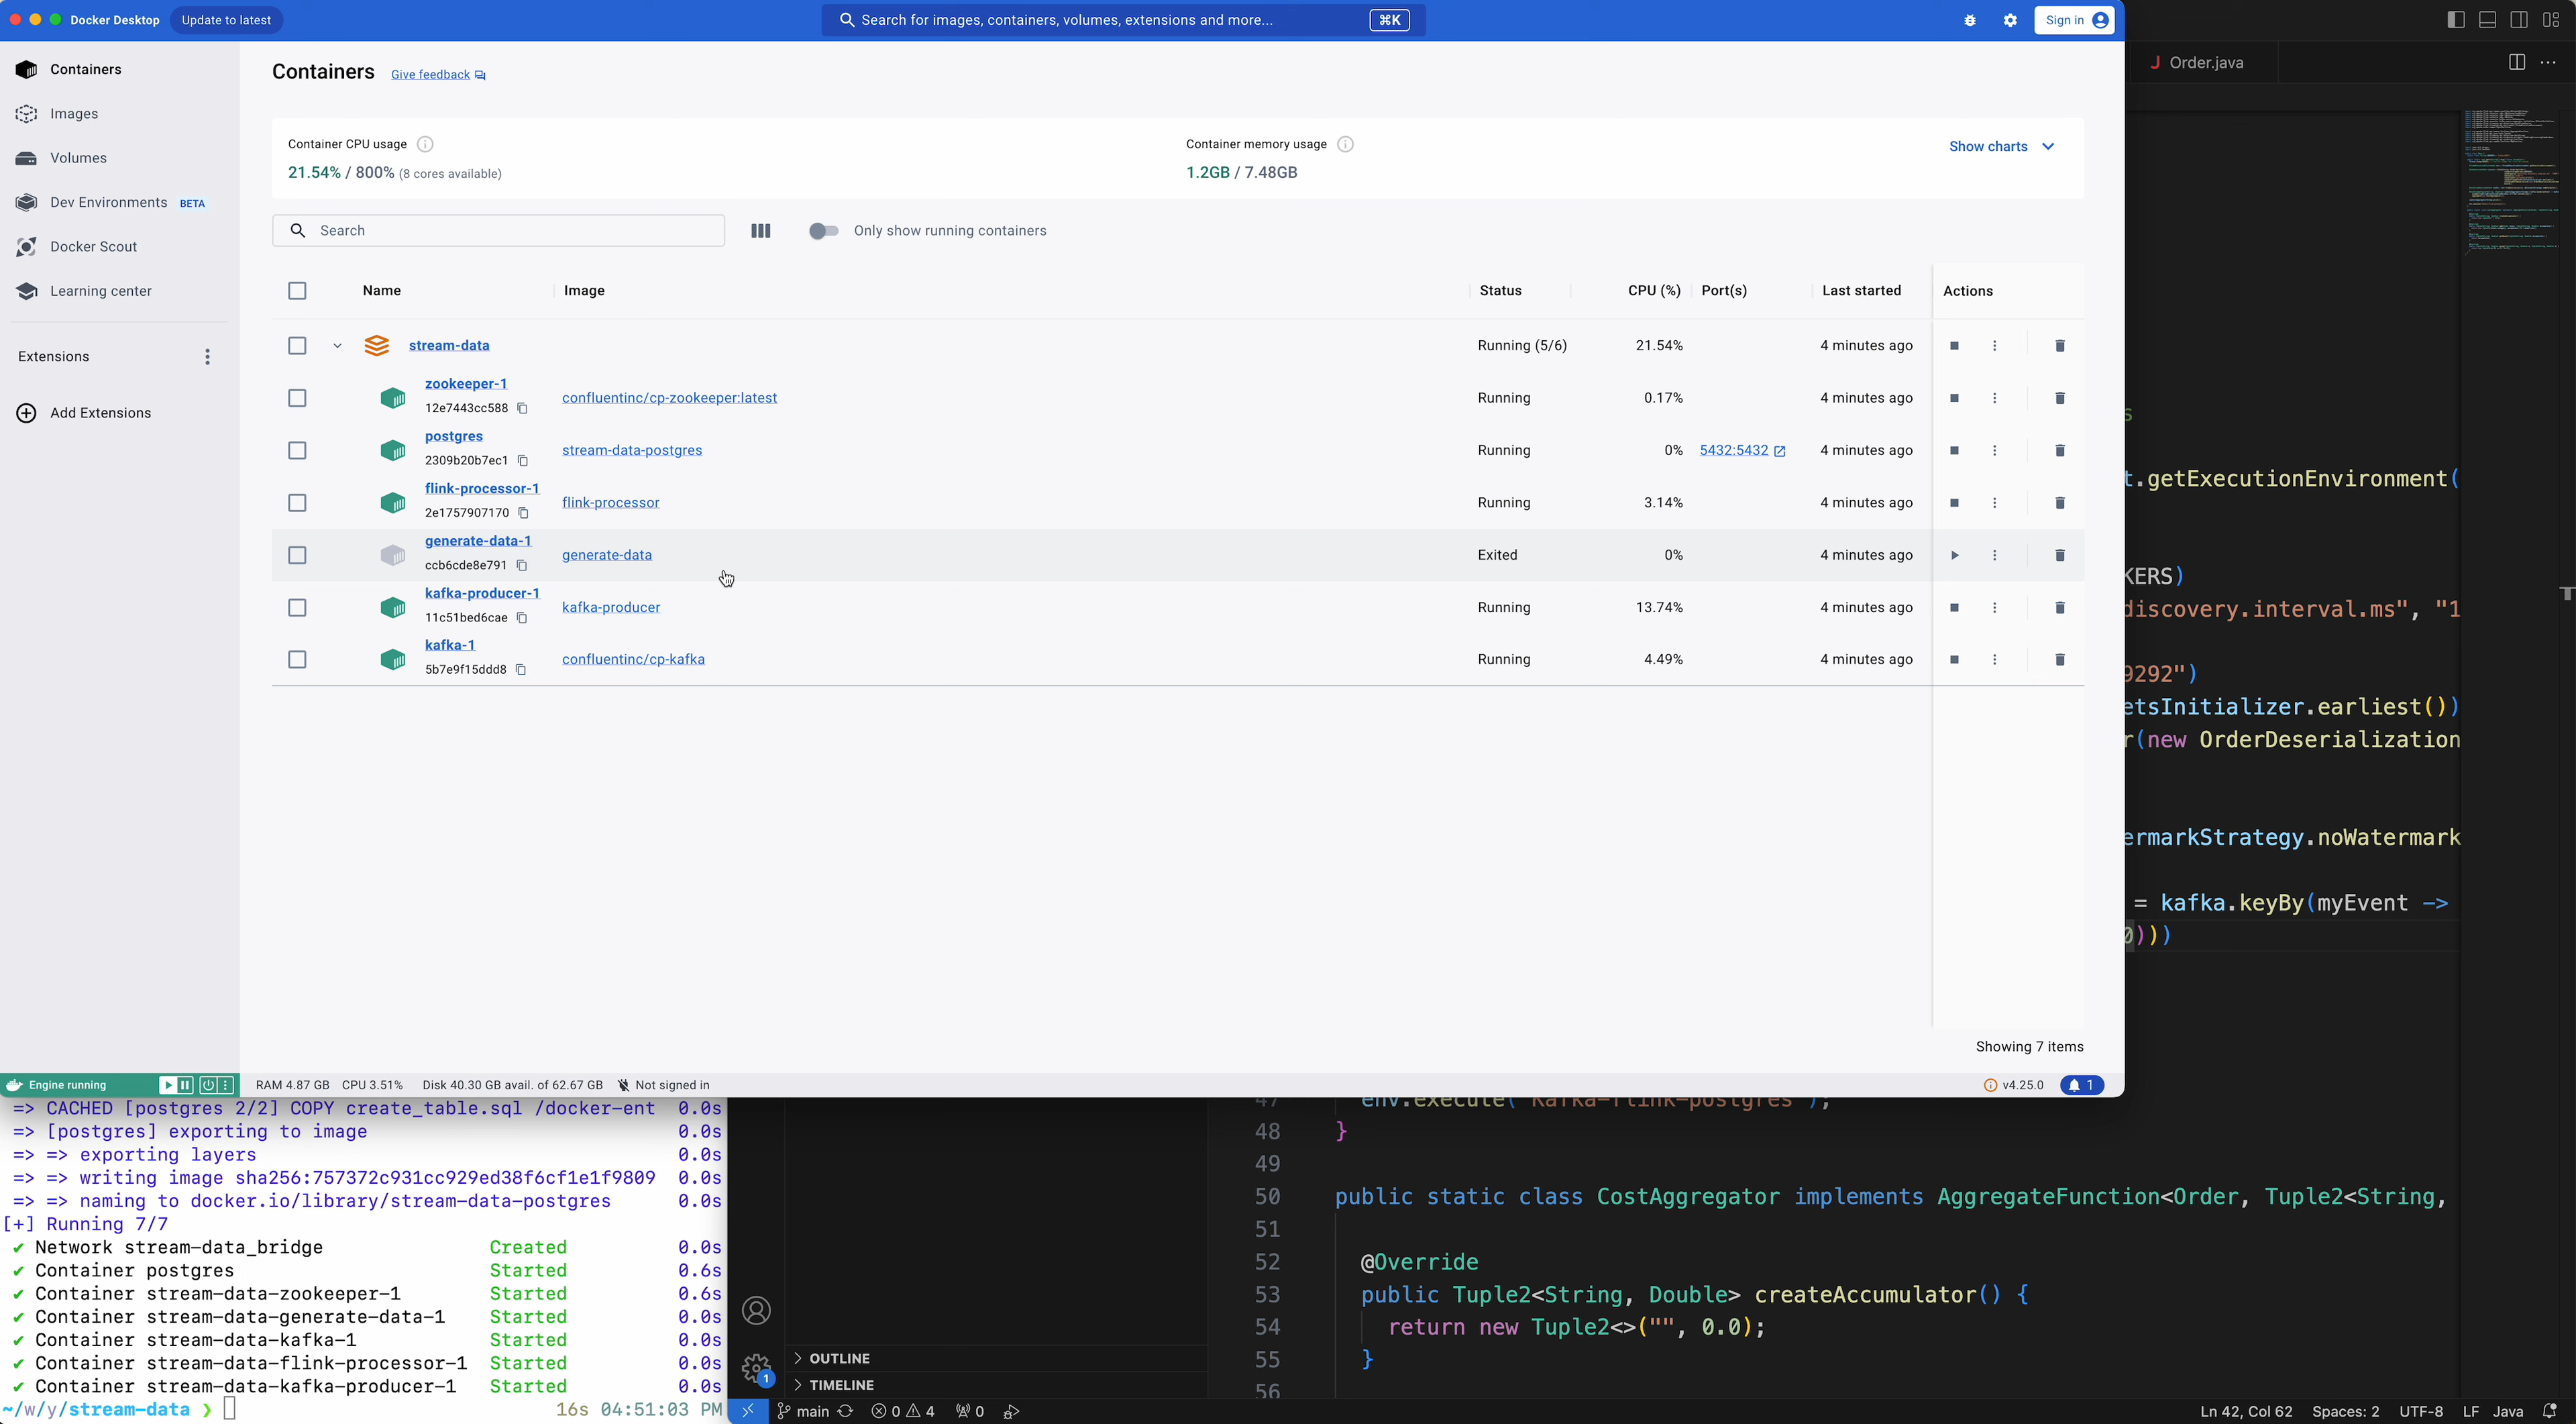 Docker Desktop Update to latest Search for images, containers, volumes, extensions and more... ⌘K Sign in
Containers
Images
Volumes
Dev Environments BETA
Docker Scout
Learning center
Extensions
Add Extensions
Containers Give feedback
Container CPU usage
21.54% / 800% (8 cores available)
Container memory usage
1.2GB / 7.48GB
Show charts
Search Only show running containers
Name Image Status CPU (%) Port(s) Last started Actions
stream-data Running (5/6) 21.54% 4 minutes ago
zookeeper-1
12e7443cc588
confluentinc/cp-zookeeper:latest Running 0.17% 4 minutes ago
postgres
2309b20b7ec1
stream-data-postgres Running 0% 5432:5432 4 minutes ago
flink-processor-1
2e1757907170
flink-processor Running 3.14% 4 minutes ago
generate-data-1
ccb6cde8e791
generate-data Exited 0% 4 minutes ago
kafka-producer-1
11c51bed6cae
kafka-producer Running 13.74% 4 minutes ago
kafka-1
5b7e9f15ddd8
confluentinc/cp-kafka Running 4.49% 4 minutes ago
Showing 7 items
Engine running RAM 4.87 GB CPU 3.51% Disk 40.30 GB avail. of 62.67 GB Not signed in v4.25.0 1
J Order.java
s
t.getExecutionEnvironment(
KERS)
discovery.interval.ms", "1
9292")
etsInitializer.earliest())
r(new OrderDeserialization
ermarkStrategy.noWatermark
= kafka.keyBy(myEvent ->
0)))
=> CACHED [postgres 2/2] COPY create_table.sql /docker-ent 0.0s
=> [postgres] exporting to image 0.0s
=> => exporting layers 0.0s
=> => writing image sha256:757372c931cc929ed38f6cf1e1f9809 0.0s
=> => naming to docker.io/library/stream-data-postgres 0.0s
[+] Running 7/7
✔ Network stream-data_bridge Created 0.0s
✔ Container postgres Started 0.6s
✔ Container stream-data-zookeeper-1 Started 0.6s
✔ Container stream-data-generate-data-1 Started 0.0s
✔ Container stream-data-kafka-1 Started 0.0s
✔ Container stream-data-flink-processor-1 Started 0.0s
✔ Container stream-data-kafka-producer-1 Started 0.0s
~/w/y/stream-data ❯ 16s 04:51:03 PM
OUTLINE
TIMELINE
1
47 env.execute("Kafka-flink-postgres");
48 }
49
50 public static class CostAggregator implements AggregateFunction<Order, Tuple2<String,
51
52 @Override
53 public Tuple2<String, Double> createAccumulator() {
54 return new Tuple2<>("", 0.0);
55 }
56
main 0 4 0 Ln 42, Col 62 Spaces: 2 UTF-8 LF Java